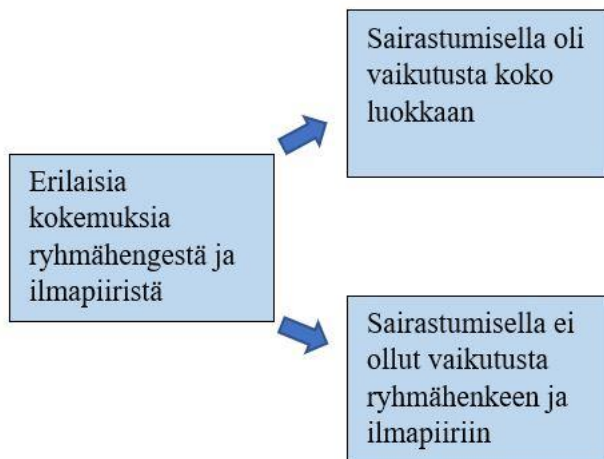 Sairastumisella oli
vaikutusta koko
luokkaan
Erilaisia
kokemuksia
ryhmähengestä ja
ilmapiiristä
Sairastumisella ei
ollut vaikutusta
ryhmähenkeen ja
ilmapiiriin